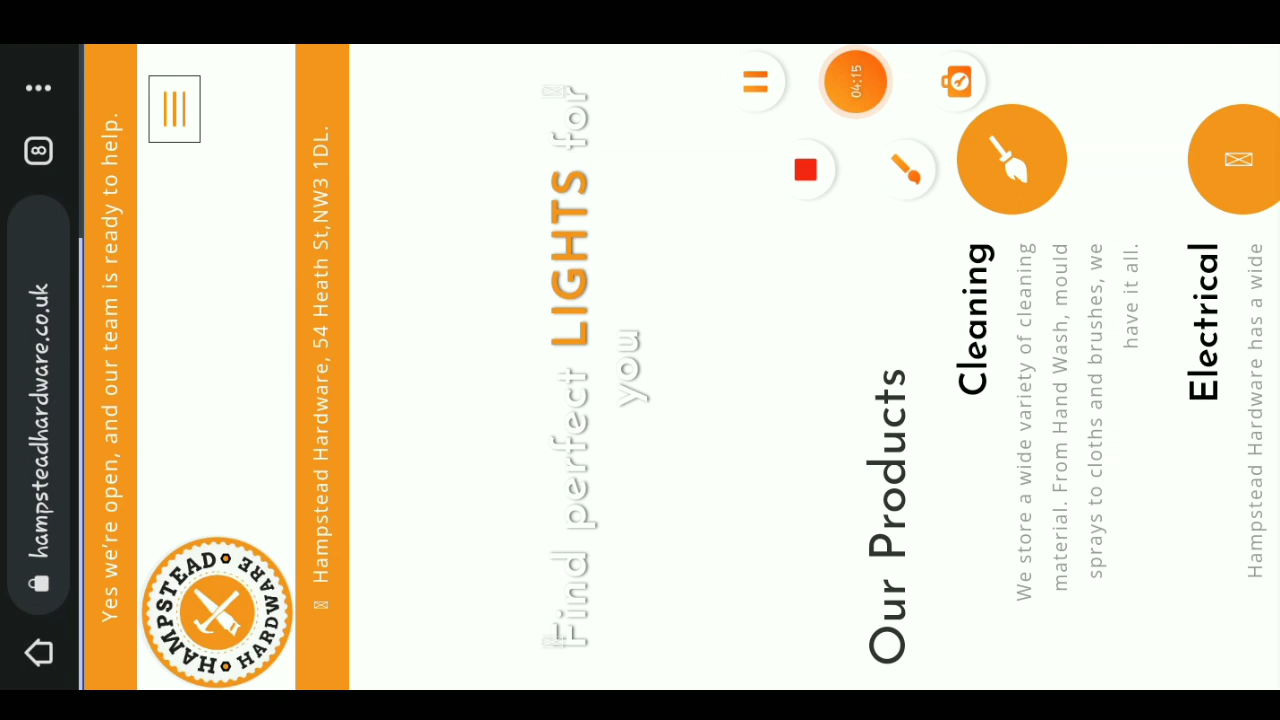 hampsteadhardware.co.uk
8
Yes we're open, and our team is ready to help.
HAMPSTEAD
HARDWARE
Hampstead Hardware, 54 Heath St,NW3 1DL.
Find perfect LIGHTS for
you
04:15
Our Products
Cleaning
We store a wide variety of cleaning
material. From Hand Wash, mould
sprays to cloths and brushes, we
have it all.
Electrical
Hampstead Hardware has a wide